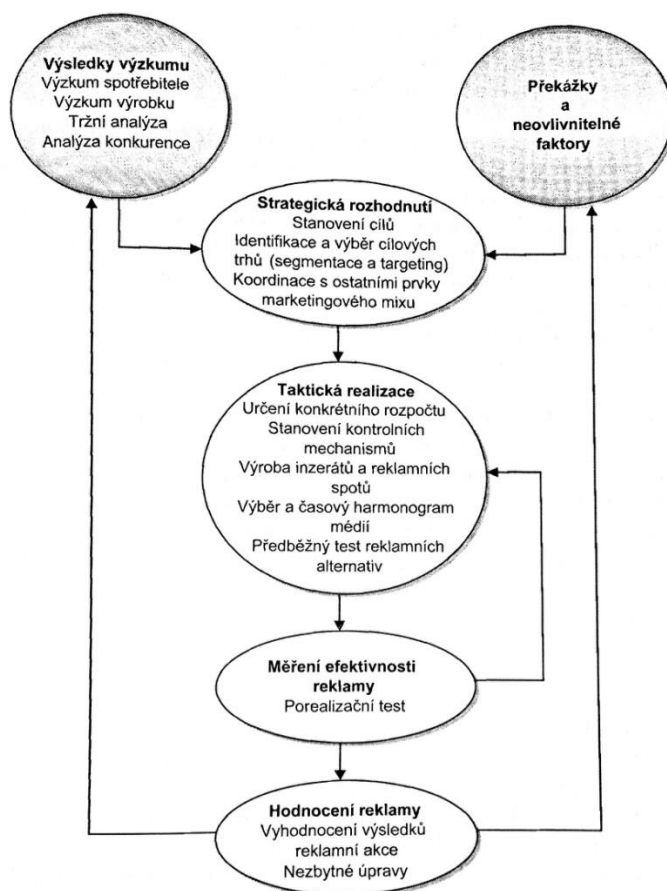 Výsledky výzkumu
Výzkum spotřebitele
Výzkum výrobku
Tržní analýza
Analýza konkurence
Překážky
a
neovlivnitelné
faktory
Strategická rozhodnutí
Stanovení cílů
Identifikace a výběr cílových
trhů (segmentace a targeting)
Koordinace s ostatními prvky
marketingového mixu
Taktická realizace
Určení konkrétního rozpočtu
Stanovení kontrolních
mechanismů
Výroba inzerátů a reklamních
spotů
Výběr a časový harmonogram
médií
Předběžný test reklamních
alternativ
Měření efektivnosti
reklamy
Porealizační test
Hodnocení reklamy
Vyhodnocení výsledků
reklamní akce
Nezbytné úpravy